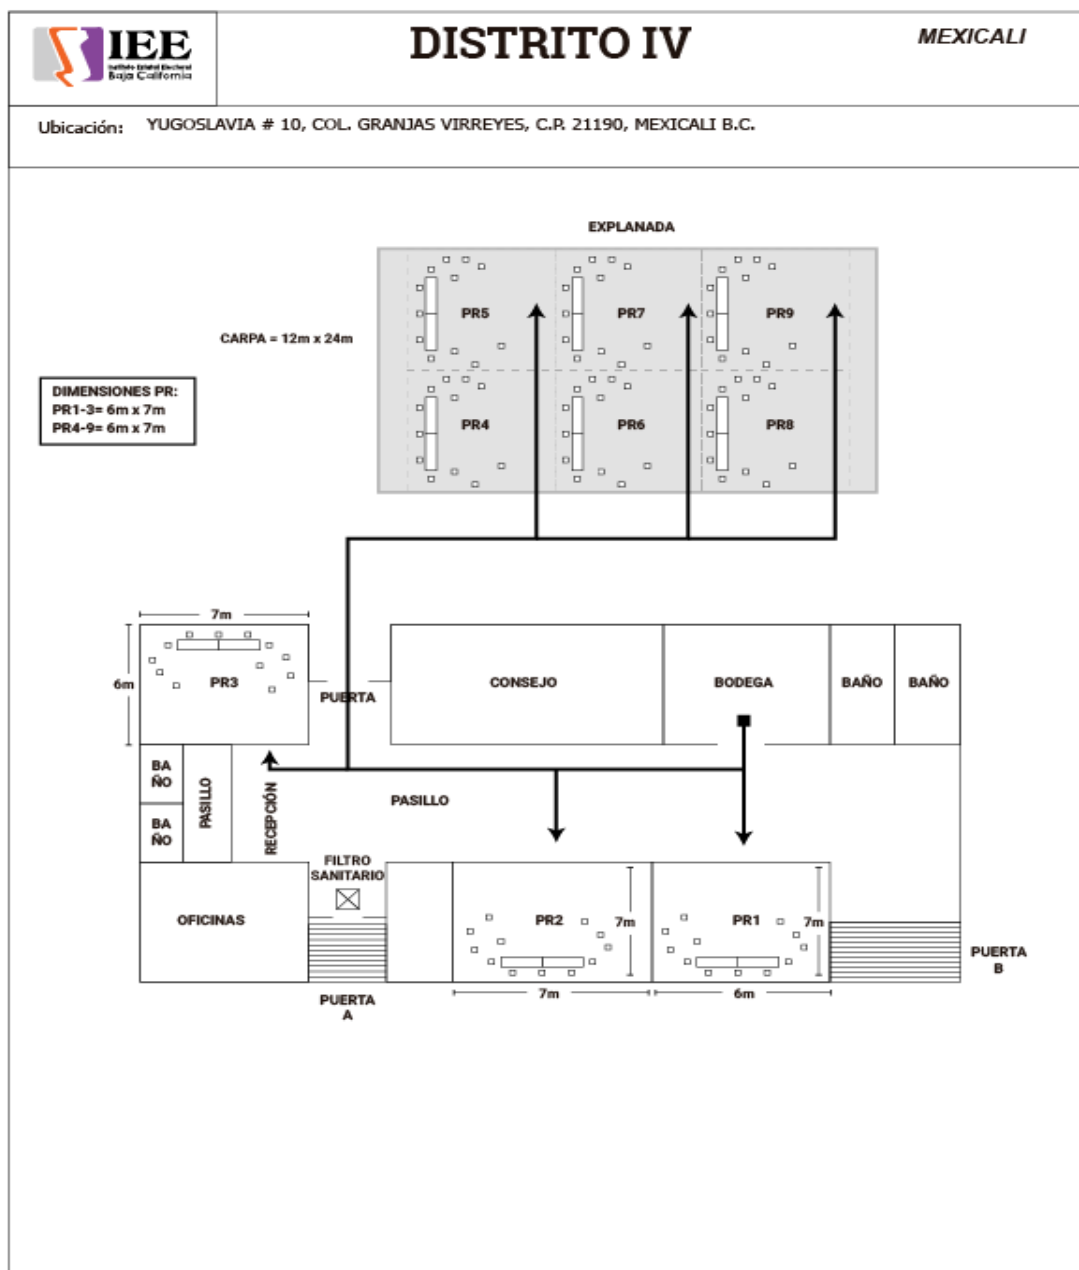 IEE
Instituto Estatal Electoral
Baja California
DISTRITO IV
MEXICALI
Ubicación: YUGOSLAVIA # 10, COL. GRANJAS VIRREYES, C.P. 21190, MEXICALI B.C.
EXPLANADA
PR5
PR7
PR9
CARPA = 12m x 24m
DIMENSIONES PR:
PR1-3= 6m x 7m
PR4-9= 6m x 7m
PR4
PR6
PR8
7m
6m
PR3
PUERTA
CONSEJO
BODEGA
BAÑO
BAÑO
BA
ÑO
BA
ÑO
PASILLO
RECEPCIÓN
PASILLO
FILTRO
SANITARIO
OFICINAS
PR2
7m
PR1
7m
PUERTA
B
7m
6m
PUERTA
A